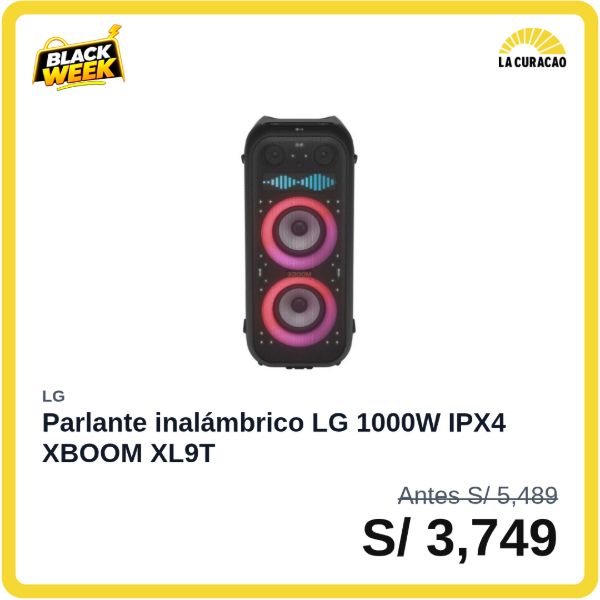 BLACK
WEEK
LA CURACAO
XBOOM
LG
Parlante inalámbrico LG 1000W IPX4
XBOOM XL9T
Antes S/ 5,489
S/ 3,749